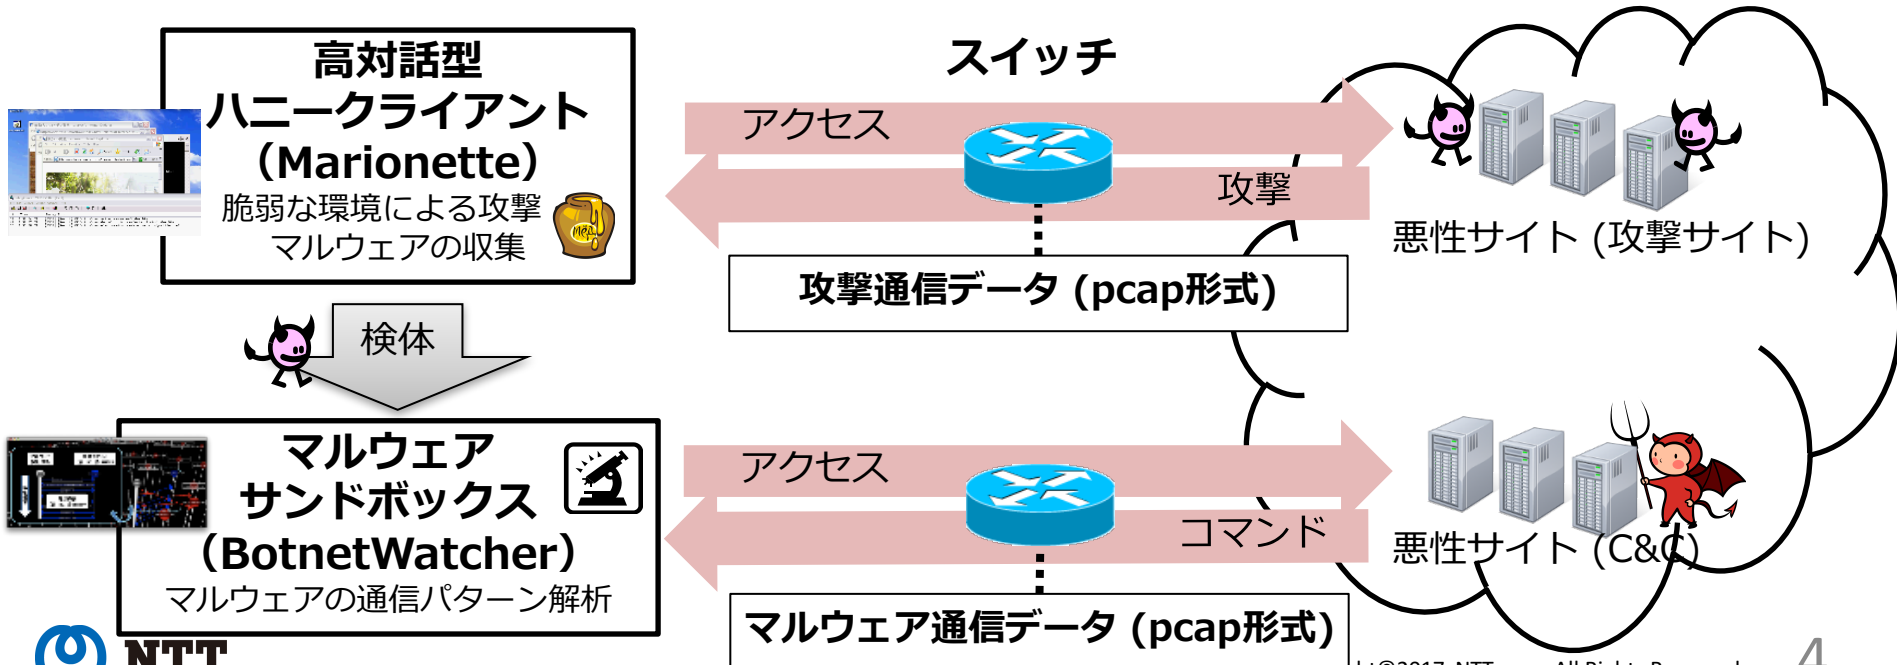 高対話型
ハニークライアント
（Marionette）
脆弱な環境による攻撃
マルウェアの収集
スイッチ
アクセス
攻撃
悪性サイト (攻撃サイト)
攻撃通信データ (pcap形式)
検体
マルウェア
サンドボックス
（BotnetWatcher）
マルウェアの通信パターン解析
アクセス
コマンド
悪性サイト (C&C)
マルウェア通信データ (pcap形式)
NTT
4